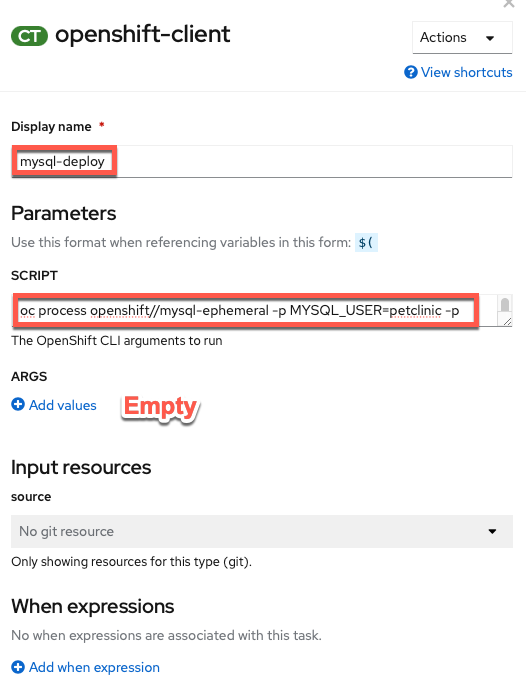 CT openshift-client
Actions
View shortcuts
Display name *
mysql-deploy
Parameters
Use this format when referencing variables in this form: $(
SCRIPT
oc process openshift//mysql-ephemeral -p MYSQL_USER=petclinic -p
The OpenShift CLI arguments to run
ARGS
Add values
Empty
Input resources
source
No git resource
Only showing resources for this type (git).
When expressions
No when expressions are associated with this task.
Add when expression